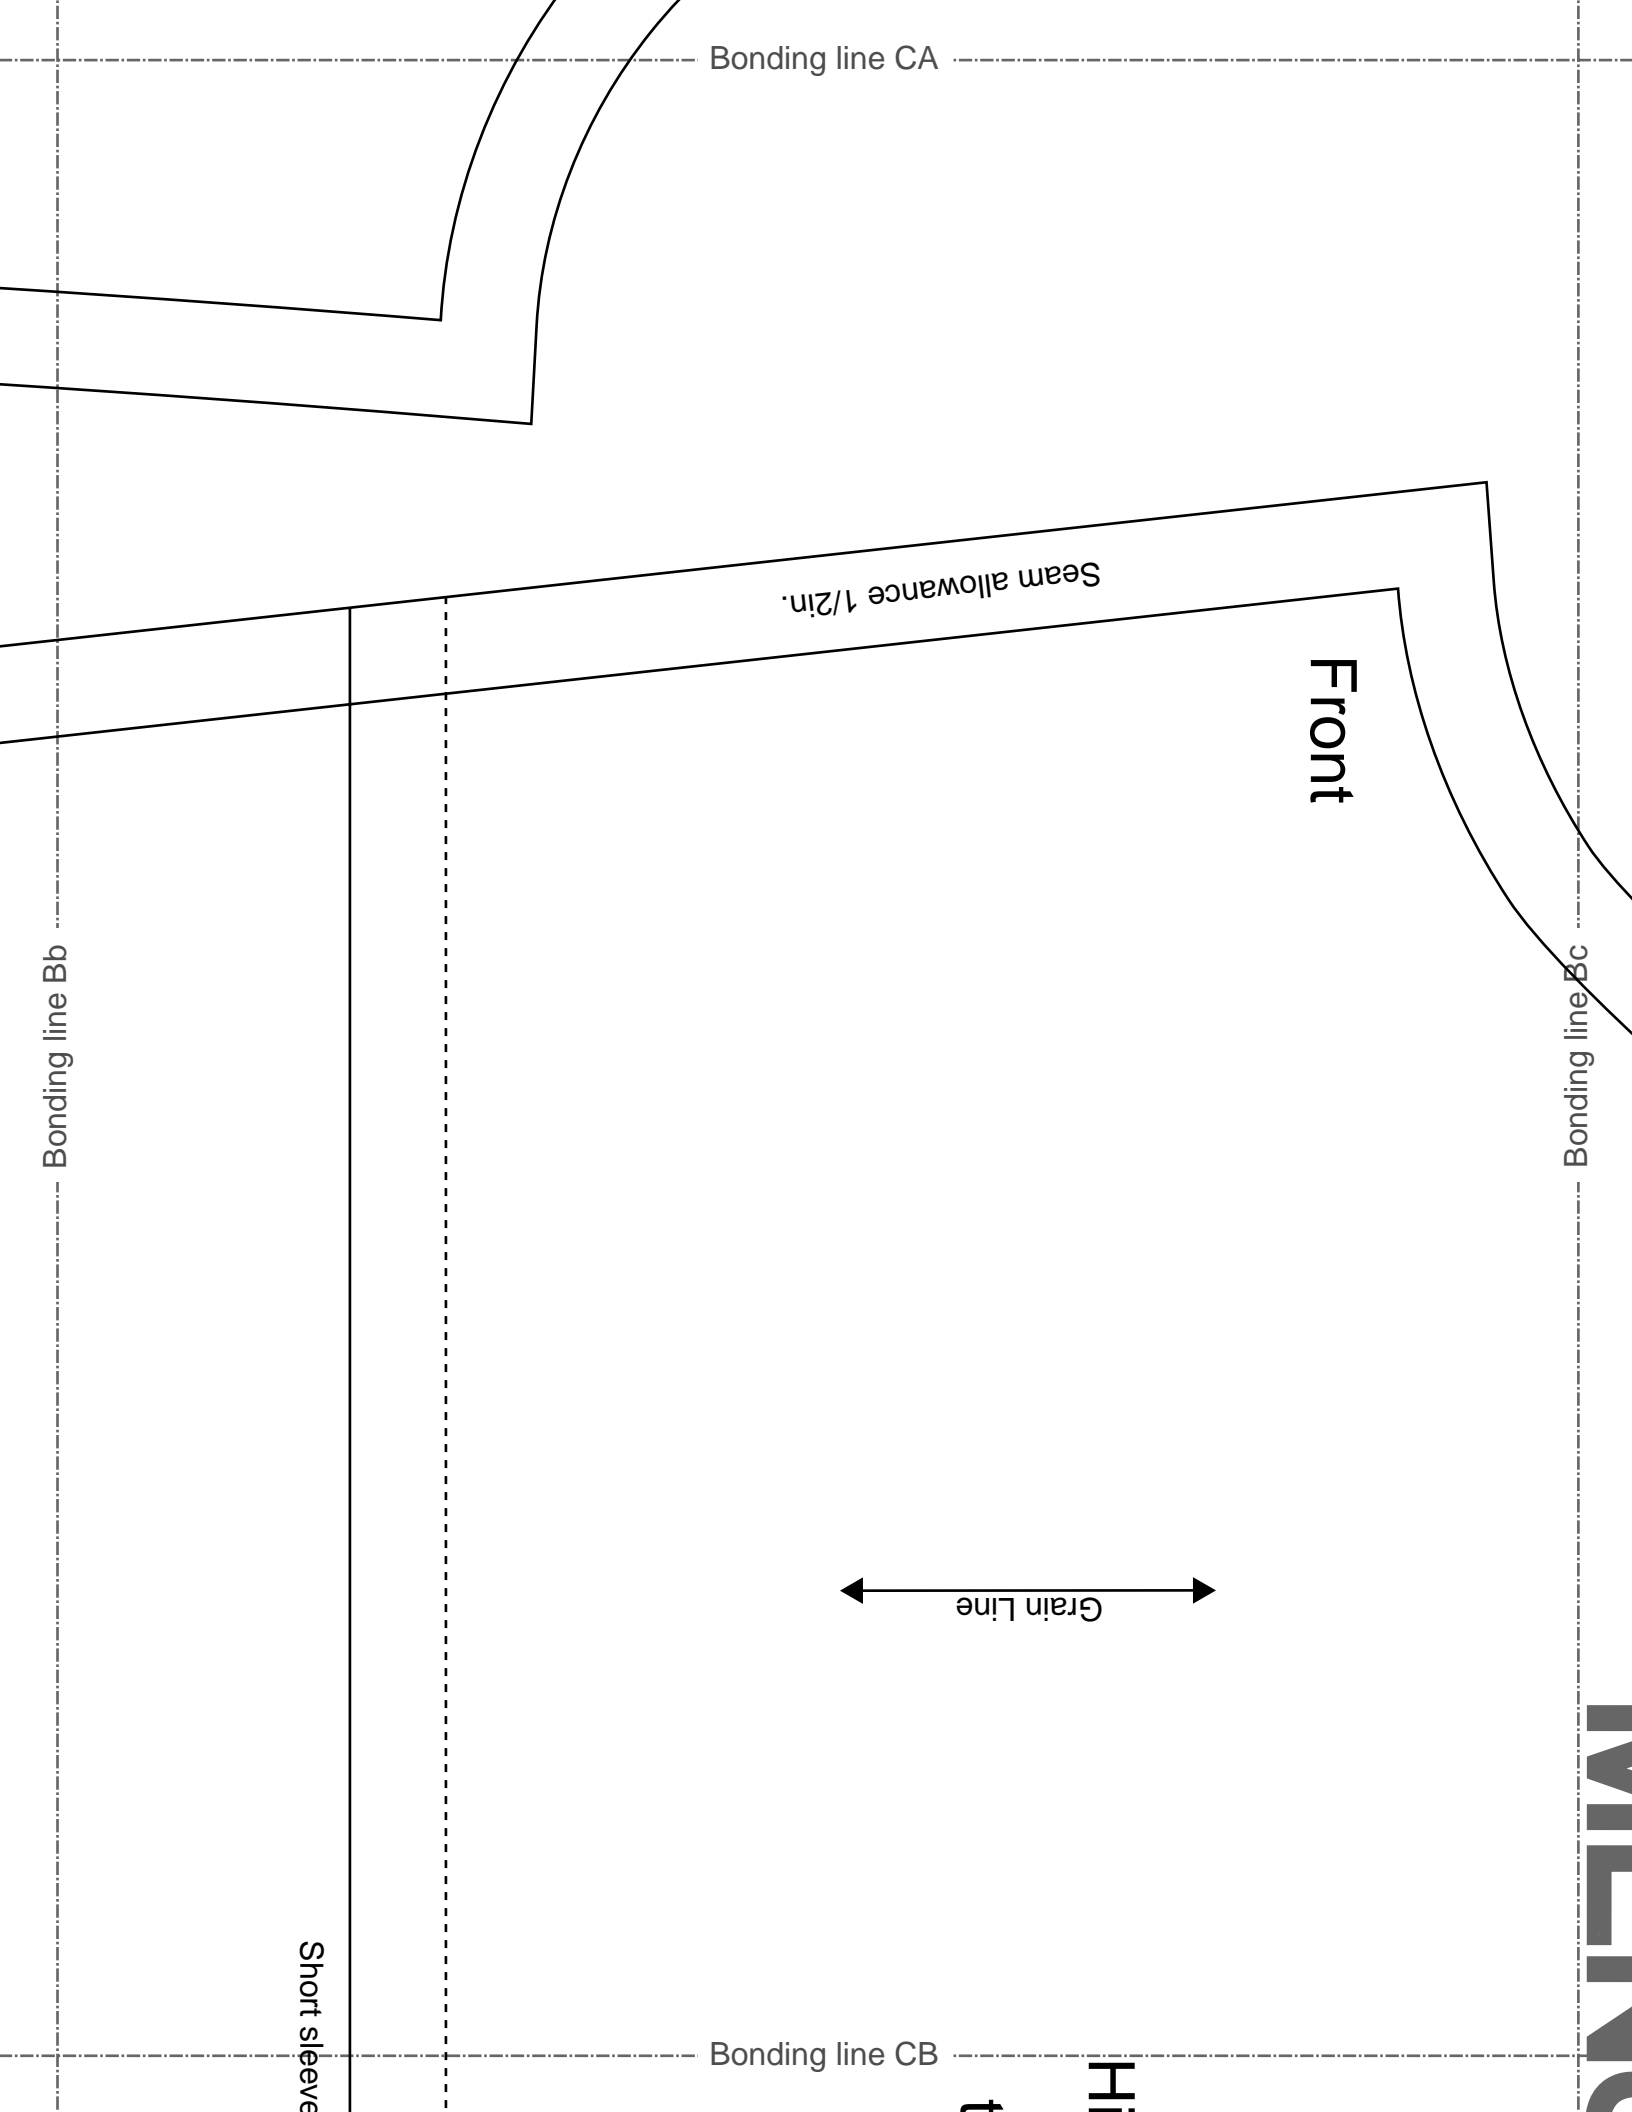 Bonding line CA
Seam allowance 1/2in.
Front
Bonding line Bb
Bonding line Bc
Grain Line
Short sleeve
Bonding line CB
Hi
t